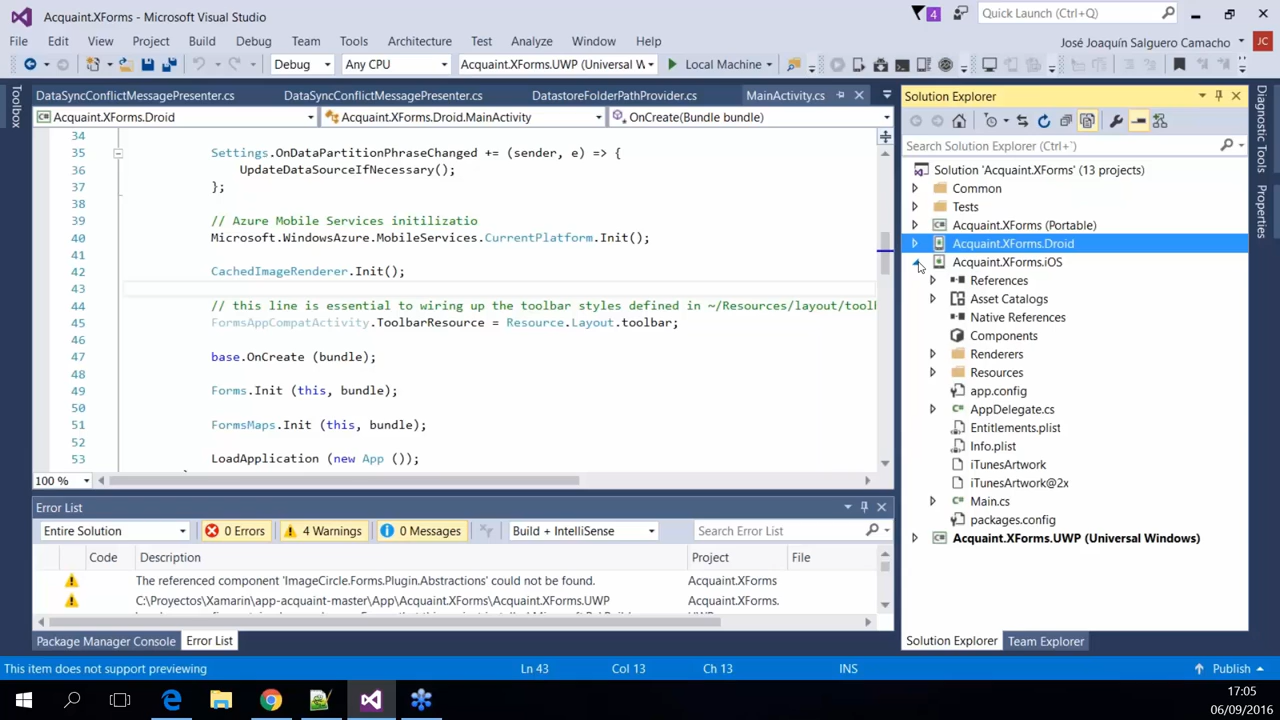 Acquaint.XForms - Microsoft Visual Studio
4
Quick Launch (Ctrl+Q)
File Edit View Project Build Debug Team Tools Architecture Test Analyze Window Help
José Joaquín Salguero Camacho JC
Debug Any CPU Acquaint.XForms.UWP (Universal W Local Machine
Toolbox
DataSyncConflictMessagePresenter.cs DataSyncConflictMessagePresenter.cs DatastoreFolderPathProvider.cs MainActivity.cs
Acquaint.XForms.Droid Acquaint.XForms.Droid.MainActivity OnCreate(Bundle bundle)
34
35 Settings.OnDataPartitionPhraseChanged += (sender, e) => {
36 UpdateDataSourceIfNecessary();
37 };
38
39 // Azure Mobile Services initilizatio
40 Microsoft.WindowsAzure.MobileServices.CurrentPlatform.Init();
41
42 CachedImageRenderer.Init();
43
44 // this line is essential to wiring up the toolbar styles defined in ~/Resources/layout/tool
45 FormsAppCompatActivity.ToolbarResource = Resource.Layout.toolbar;
46
47 base.OnCreate (bundle);
48
49 Forms.Init (this, bundle);
50
51 FormsMaps.Init (this, bundle);
52
53 LoadApplication (new App ());
100 %
Error List
Entire Solution 0 Errors 4 Warnings 0 Messages Build + IntelliSense Search Error List
Code Description Project File
The referenced component 'ImageCircle.Forms.Plugin.Abstractions' could not be found. Acquaint.XForms
C:\Proyectos\Xamarin\app-acquaint-master\App\Acquaint.XForms\Acquaint.XForms.UWP Acquaint.XForms.
Package Manager Console Error List
Solution Explorer
Search Solution Explorer (Ctrl+`)
Solution 'Acquaint.XForms' (13 projects)
Common
Tests
Acquaint.XForms (Portable)
Acquaint.XForms.Droid
Acquaint.XForms.iOS
References
Asset Catalogs
Native References
Components
Renderers
Resources
app.config
AppDelegate.cs
Entitlements.plist
Info.plist
iTunesArtwork
iTunesArtwork@2x
Main.cs
packages.config
Acquaint.XForms.UWP (Universal Windows)
Solution Explorer Team Explorer
Diagnostic Tools
Properties
This item does not support previewing Ln 43 Col 13 Ch 13 INS Publish
17:05
06/09/2016